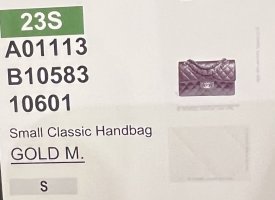 23S
A01113
B10583
10601
Small Classic Handbag
GOLD M.
S